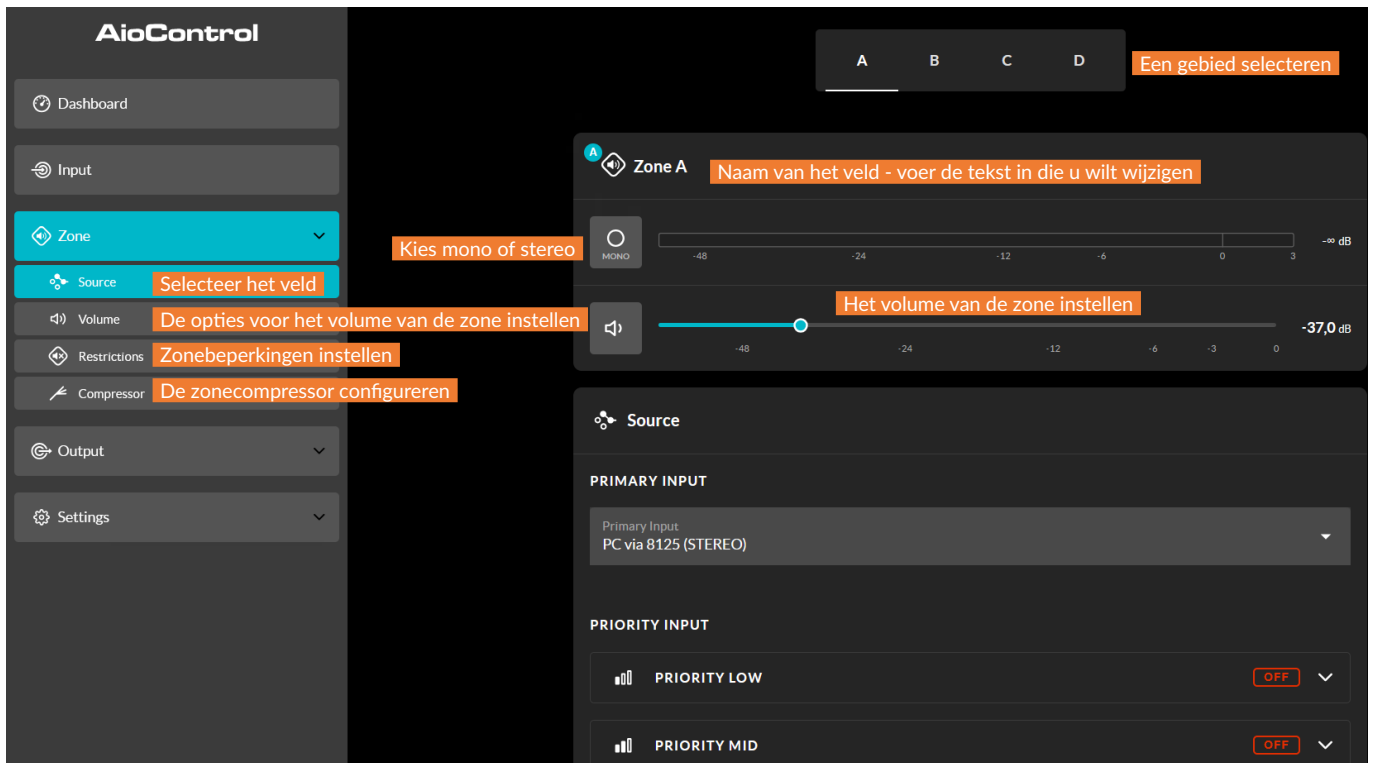 AioControl
Dashboard
Input
Zone
Source
Selecteer het veld
Volume
De opties voor het volume van de zone instellen
Restrictions
Zonebeperkingen instellen
Compressor
De zonecompressor configureren
Output
Settings
A B C D
Een gebied selecteren
A
Zone A
Naam van het veld - voer de tekst in die u wilt wijzigen
Kies mono of stereo
MONO
-48 -24 -12 -6 0 3
-∞ dB
Het volume van de zone instellen
-37,0 dB
-48 -24 -12 -6 -3 0
Source
PRIMARY INPUT
Primary Input
PC via 8125 (STEREO)
PRIORITY INPUT
PRIORITY LOW
OFF
PRIORITY MID
OFF